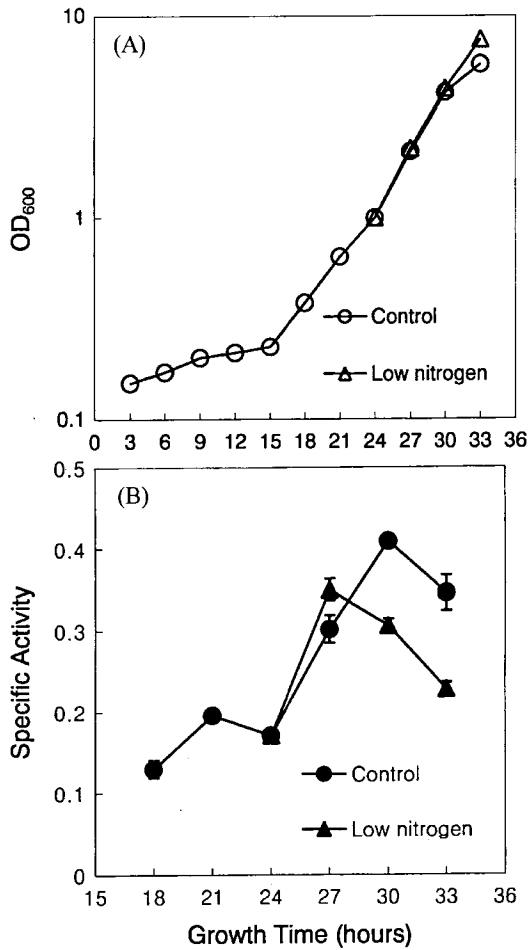 (A)
10
1
0.1
OD600
Control
Low nitrogen
0 3 6 9 12 15 18 21 24 27 30 33 36
(B)
0.5
0.4
0.3
0.2
0.1
0
Specific Activity
Control
Low nitrogen
15 18 21 24 27 30 33 36
Growth Time (hours)